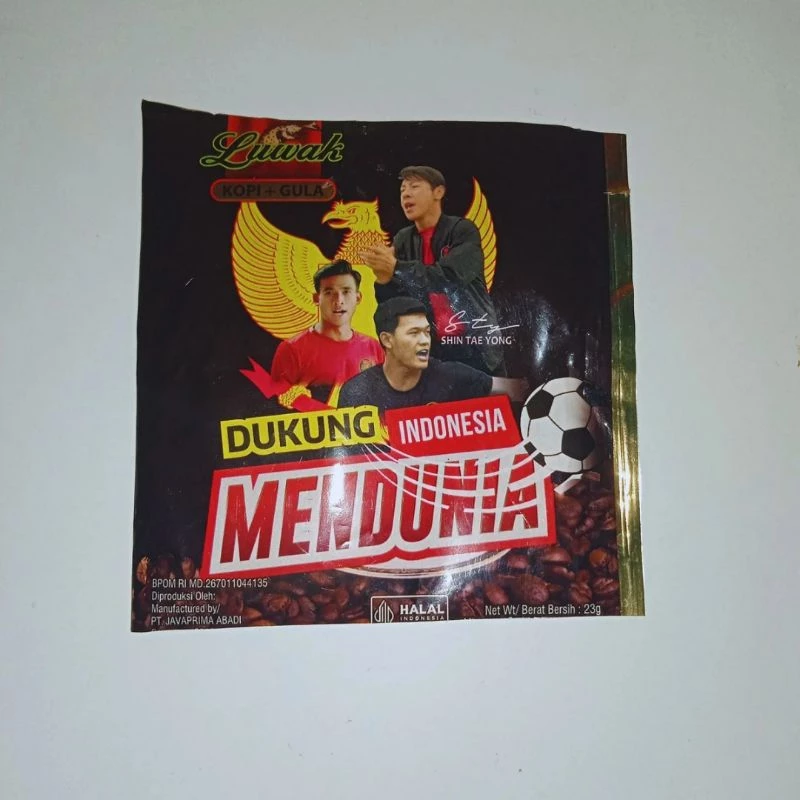 Luwak
KOPI + GULA
Sty
SHIN TAE YONG
DUKUNG INDONESIA
MENDUNIA
BPOM RI MD.267011044135
Diproduksi Oleh:
Manufactured by/
PT. JAVAPRIMA ABADI
HALAL
INDONESIA
Net Wt/ Berat Bersih : 23g